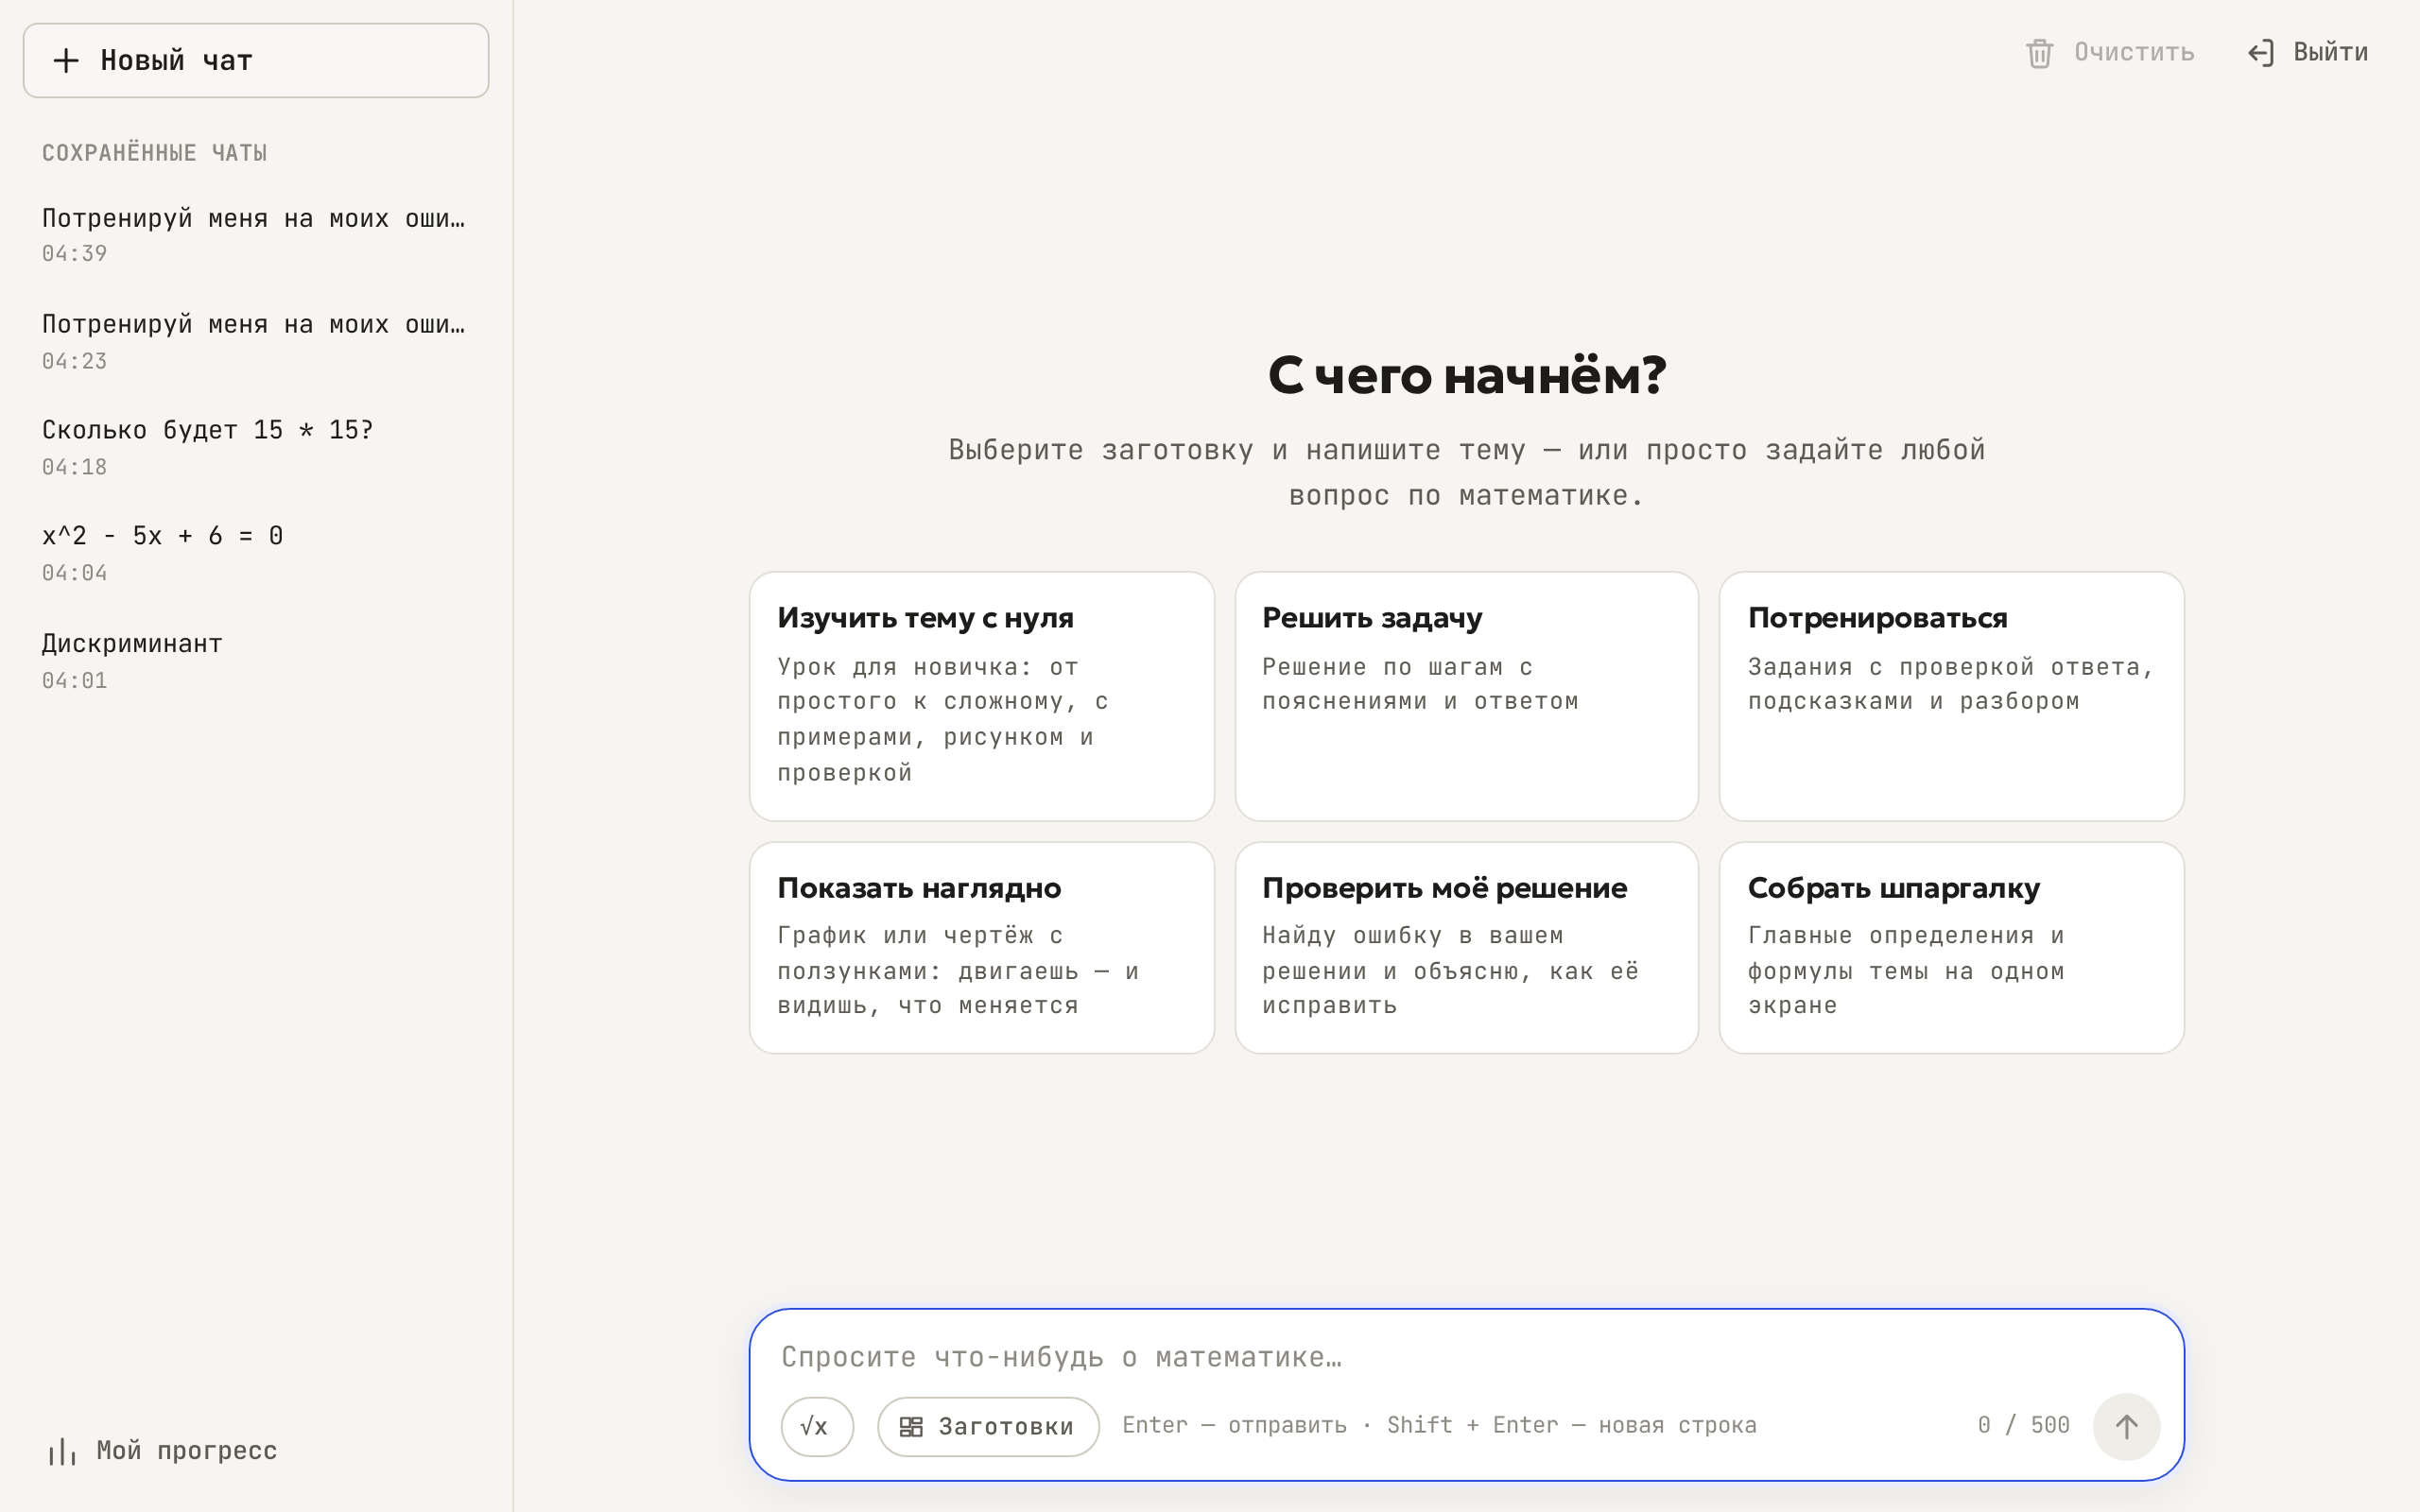 Новый чат
Очистить
Выйти
СОХРАНЁННЫЕ ЧАТЫ
Потренируй меня на моих оши…
04:39
Потренируй меня на моих оши…
04:23
Сколько будет 15 * 15?
04:18
x^2 - 5x + 6 = 0
04:04
Дискриминант
04:01
Мой прогресс
С чего начнём?
Выберите заготовку и напишите тему — или просто задайте любой
вопрос по математике.
Изучить тему с нуля
Урок для новичка: от
простого к сложному, с
примерами, рисунком и
проверкой
Решить задачу
Решение по шагам с
пояснениями и ответом
Потренироваться
Задания с проверкой ответа,
подсказками и разбором
Показать наглядно
График или чертёж с
ползунками: двигаешь — и
видишь, что меняется
Проверить моё решение
Найду ошибку в вашем
решении и объясню, как её
исправить
Собрать шпаргалку
Главные определения и
формулы темы на одном
экране
Спросите что-нибудь о математике…
√x
Заготовки
Enter — отправить · Shift + Enter — новая строка
0 / 500